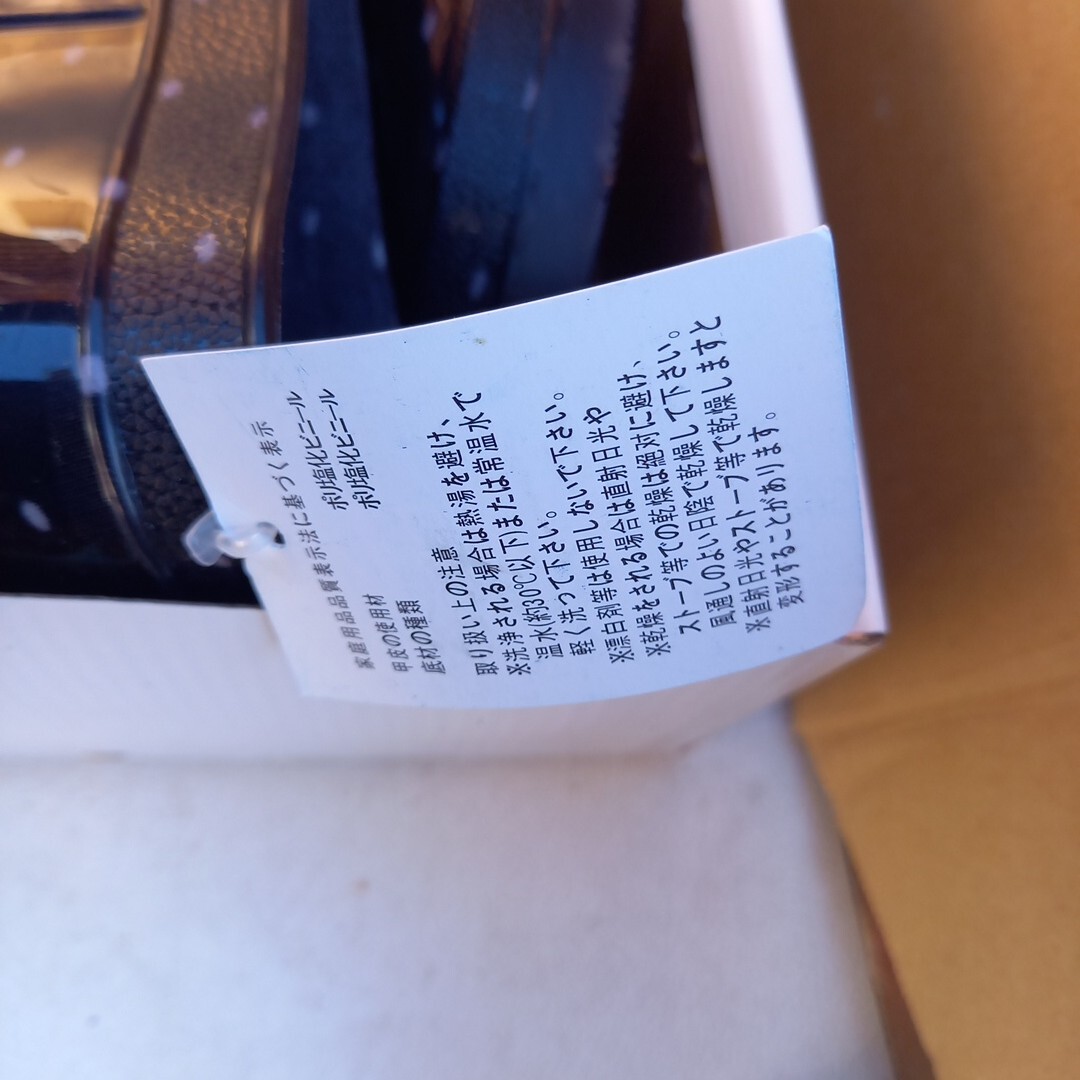 家庭用品品質表示法に基づく表示
甲皮の使用材 ポリ塩化ビニール
底材の種類 ポリ塩化ビニール
取り扱い上の注意
※洗浄される場合は熱湯を避け、
温水(約30℃以下)または常温水で
軽く洗って下さい。
※漂白剤等は使用しないで下さい。
※乾燥をされる場合は直射日光や
ストーブ等での乾燥は絶対に避け、
風通しのよい日陰で乾燥して下さい。
※直射日光やストーブ等で乾燥しますと
変形することがあります。